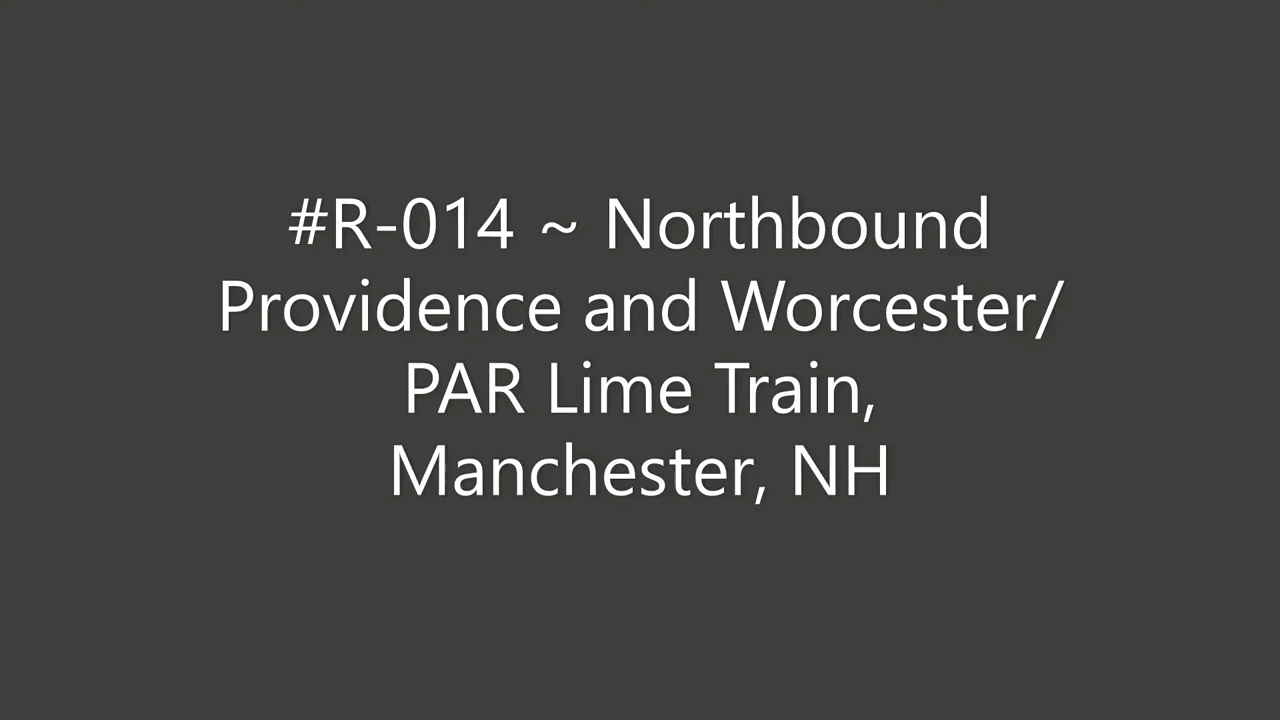 #R-014 ~ Northbound
Providence and Worcester/
PAR Lime Train,
Manchester, NH